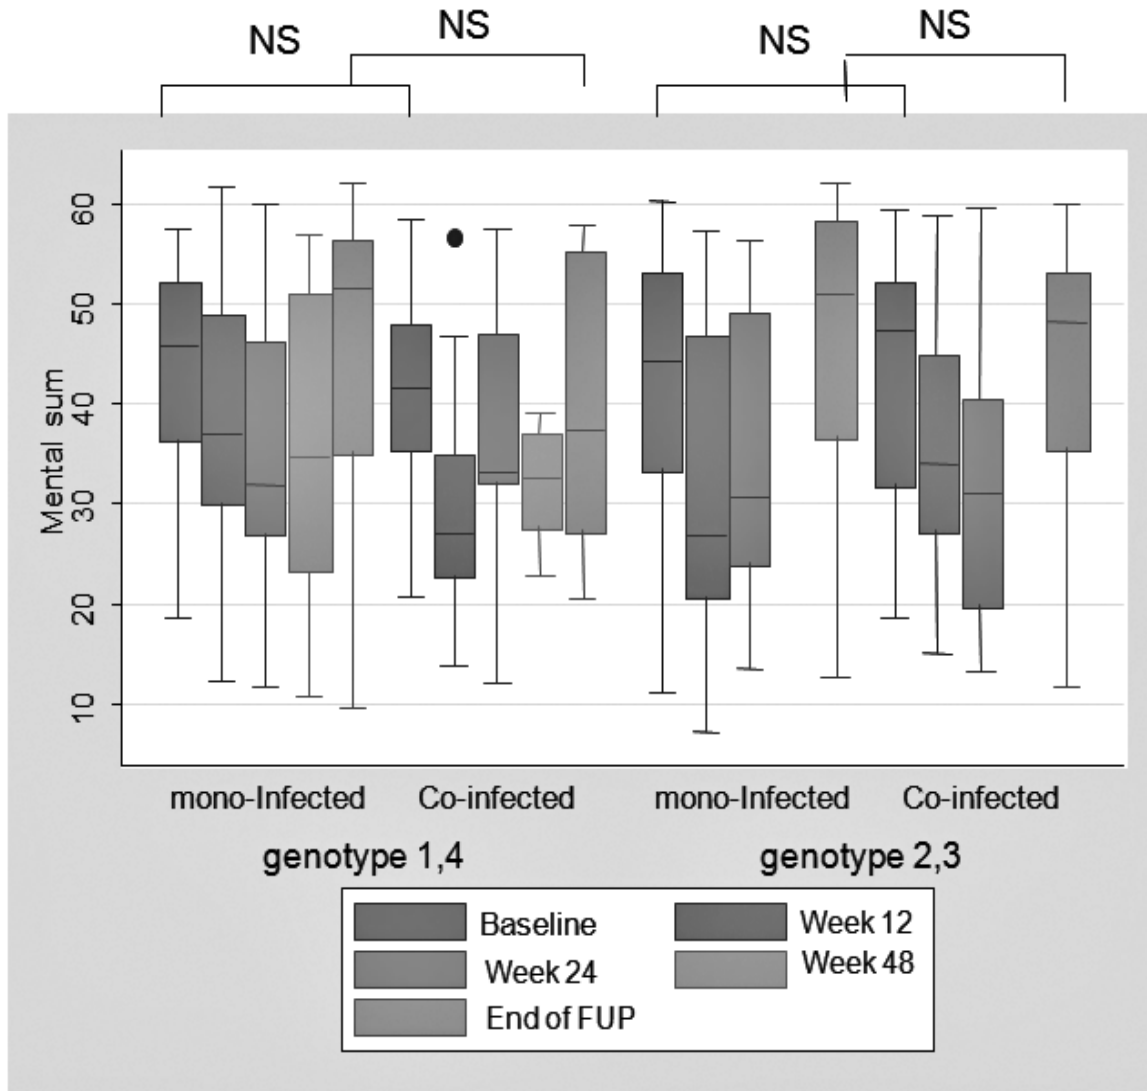 NS
NS
NS
NS
Mental sum
60
50
40
30
20
10
mono-Infected
Co-infected
mono-Infected
Co-infected
genotype 1,4
genotype 2,3
Baseline
Week 12
Week 24
Week 48
End of FUP